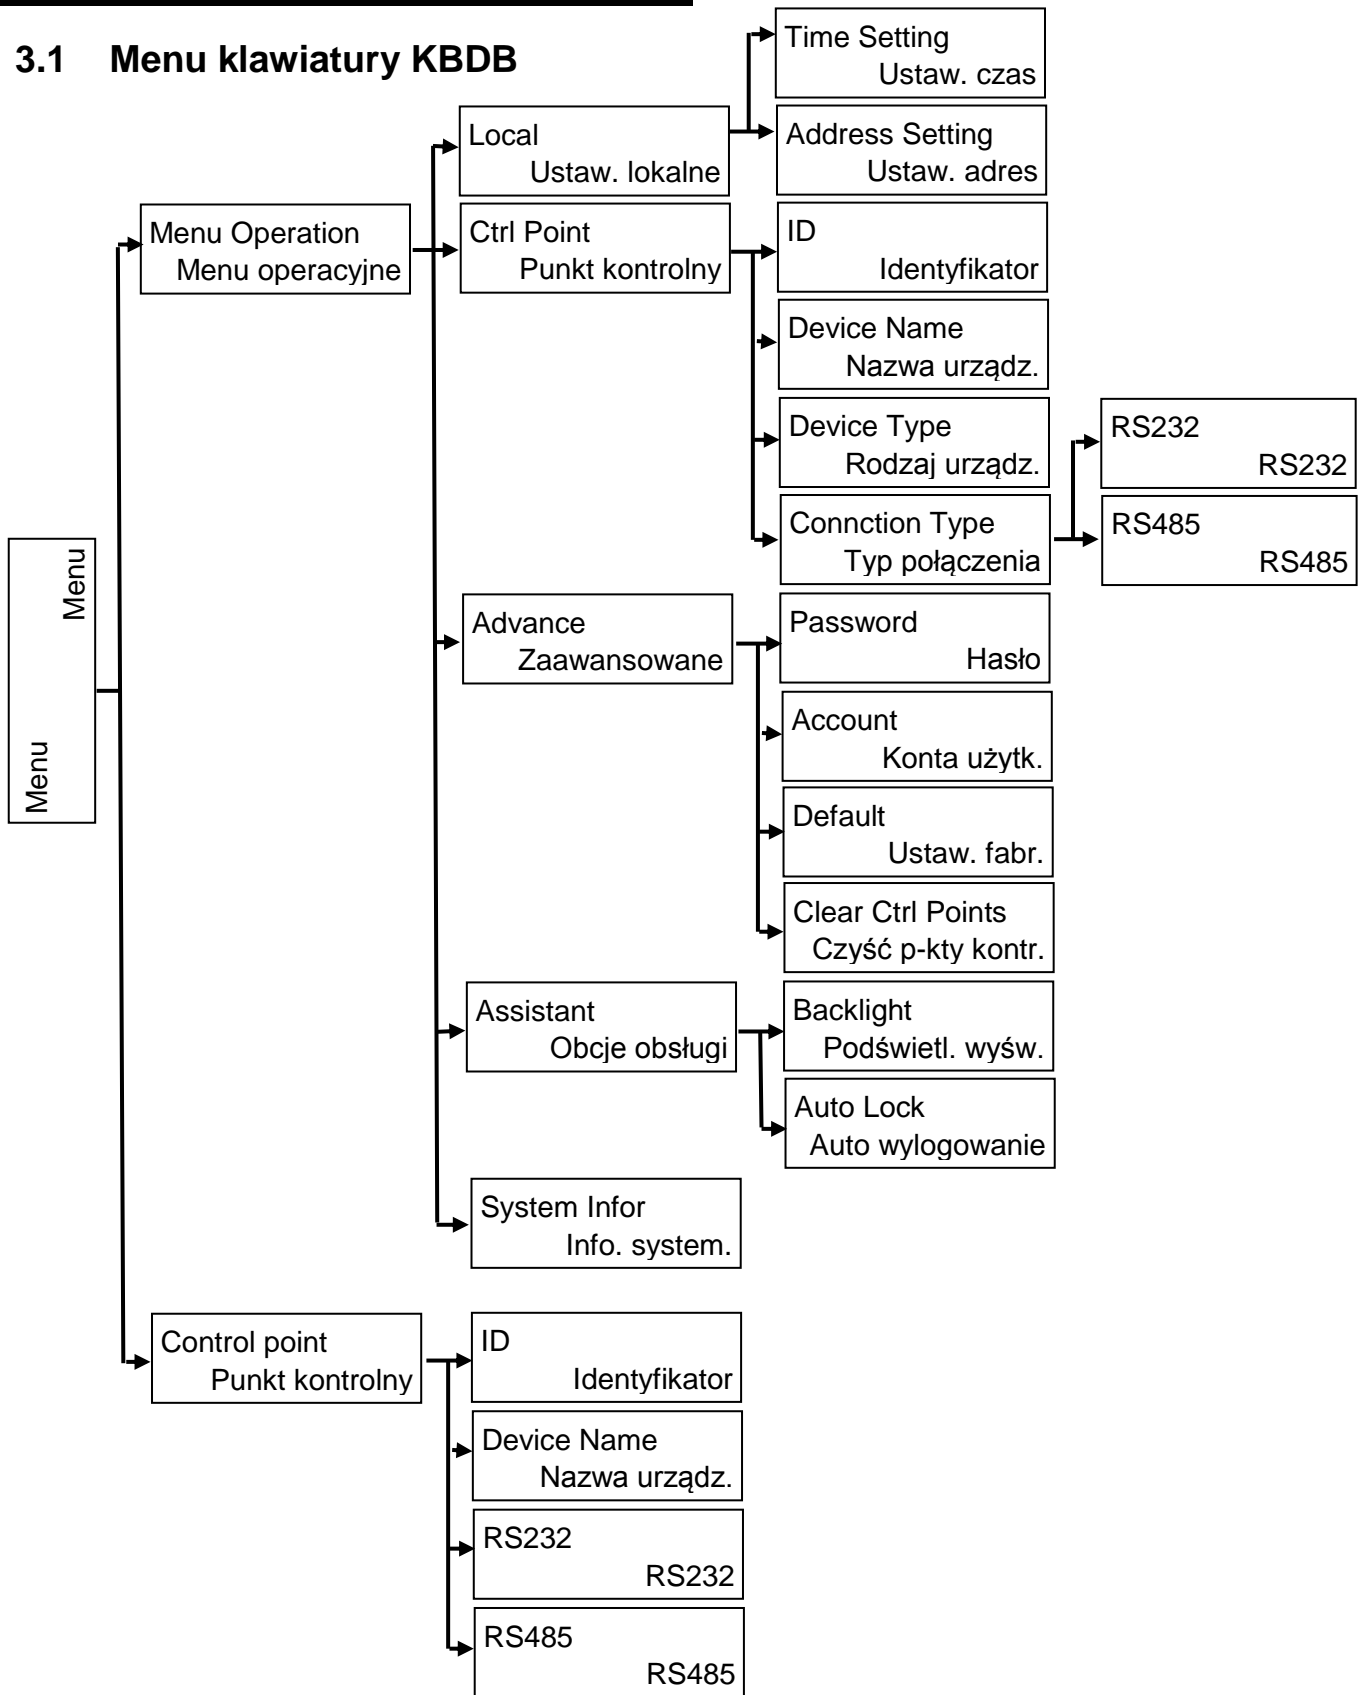 3.1 Menu klawiatury KBDB
Time Setting
Ustaw. czas
Local
Ustaw. lokalne
Address Setting
Ustaw. adres
Menu Operation
Menu operacyjne
Ctrl Point
Punkt kontrolny
ID
Identyfikator
Device Name
Nazwa urządz.
Device Type
Rodzaj urządz.
RS232
RS232
Connction Type
Typ połączenia
RS485
RS485
Menu
Menu
Advance
Zaawansowane
Password
Hasło
Account
Konta użytk.
Default
Ustaw. fabr.
Clear Ctrl Points
Czyść p-kty kontr.
Assistant
Obcje obsługi
Backlight
Podświetl. wyśw.
Auto Lock
Auto wylogowanie
System Infor
Info. system.
Control point
Punkt kontrolny
ID
Identyfikator
Device Name
Nazwa urządz.
RS232
RS232
RS485
RS485